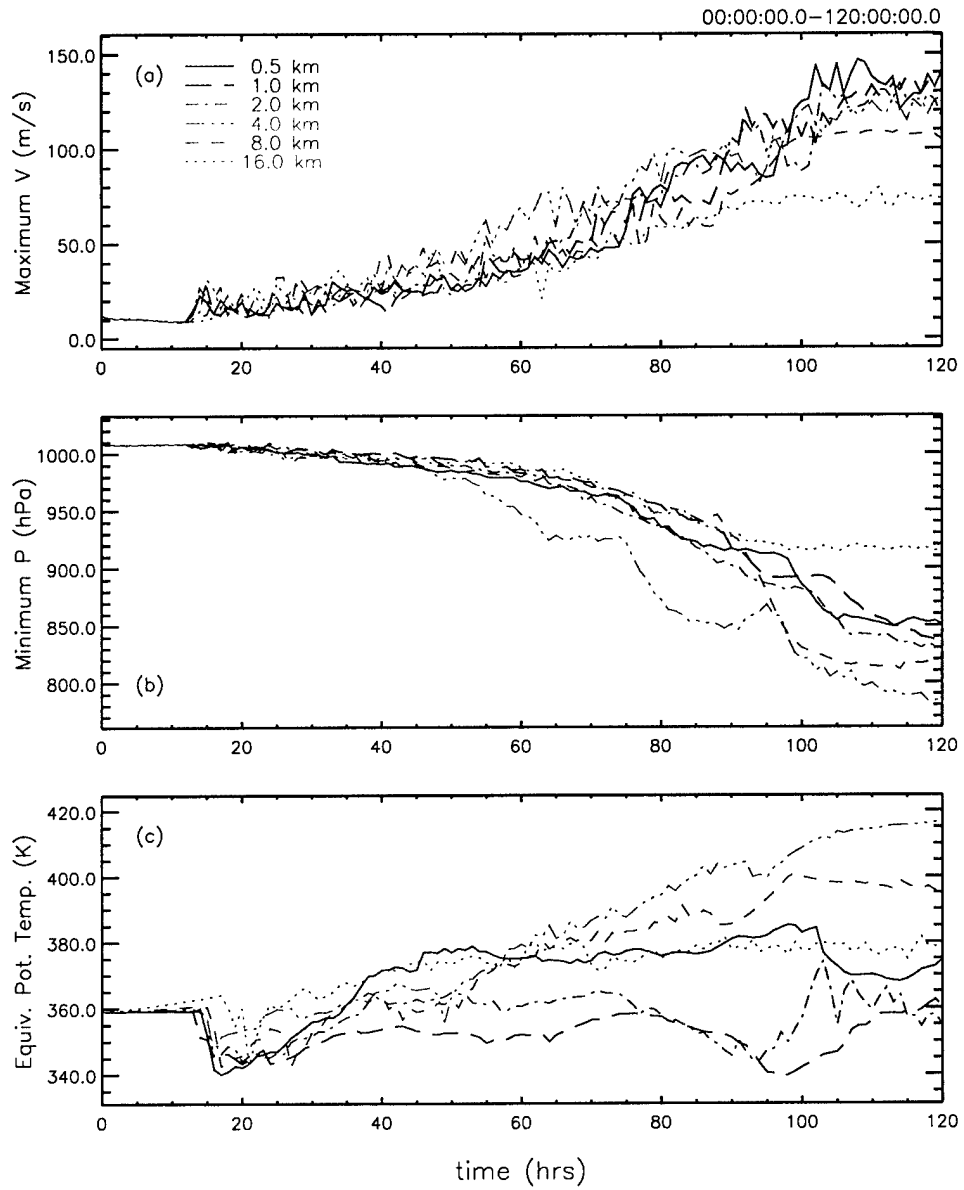 00:00:00.0–120:00:00.0
150.0
100.0
50.0
0.0
Maximum V (m/s)
(a)
0.5 km
1.0 km
2.0 km
4.0 km
8.0 km
16.0 km
0 20 40 60 80 100 120
1000.0
950.0
900.0
850.0
800.0
Minimum P (hPa)
(b)
0 20 40 60 80 100 120
420.0
400.0
380.0
360.0
340.0
Equiv. Pot. Temp. (K)
(c)
0 20 40 60 80 100 120
time (hrs)